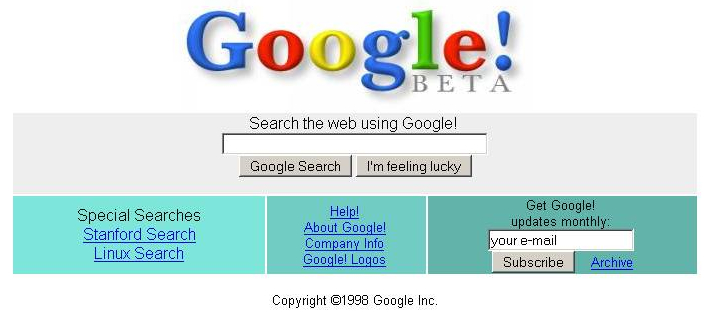 Google!
BETA
Search the web using Google!
Google Search I'm feeling lucky
Special Searches
Stanford Search
Linux Search
Help!
About Google!
Company Info
Google! Logos
Get Google!
updates monthly:
your e-mail
Subscribe Archive
Copyright ©1998 Google Inc.